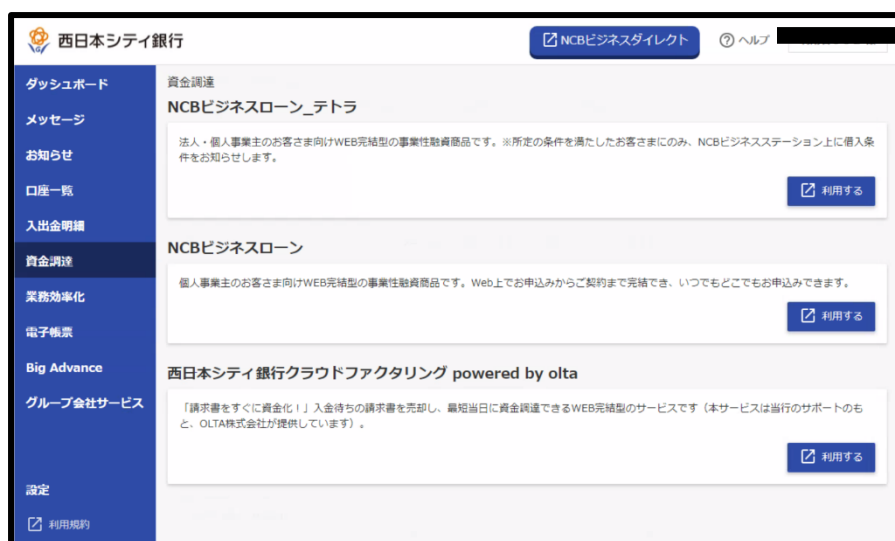 西日本シティ銀行
NCBビジネスダイレクト
ヘルプ
ダッシュボード
メッセージ
お知らせ
口座一覧
入出金明細
資金調達
業務効率化
電子帳票
Big Advance
グループ会社サービス
設定
利用規約
資金調達
NCBビジネスローン_テトラ
法人・個人事業主のお客さま向けWEB完結型の事業性融資商品です。※所定の条件を満たしたお客さまにのみ、NCBビジネスステーション上に借入条
件をお知らせします。
利用する
NCBビジネスローン
個人事業主のお客さま向けWEB完結型の事業性融資商品です。Web上でお申込みからご契約まで完結でき、いつでもどこでもお申込みできます。
利用する
西日本シティ銀行クラウドファクタリング powered by olta
「請求書をすぐに資金化！」入金待ちの請求書を売却し、最短当日に資金調達できるWEB完結型のサービスです（本サービスは当行のサポートのも
と、OLTA株式会社が提供しています）。
利用する